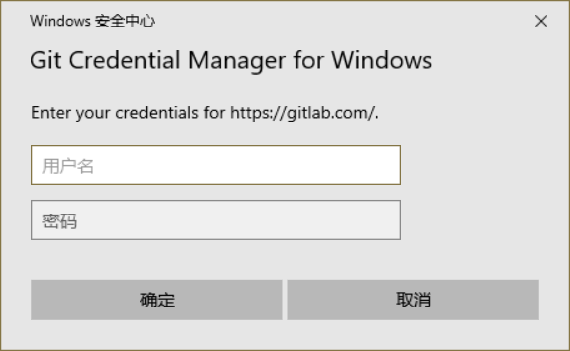 Windows 安全中心
Git Credential Manager for Windows
Enter your credentials for https://gitlab.com/.
用户名
密码
确定 取消